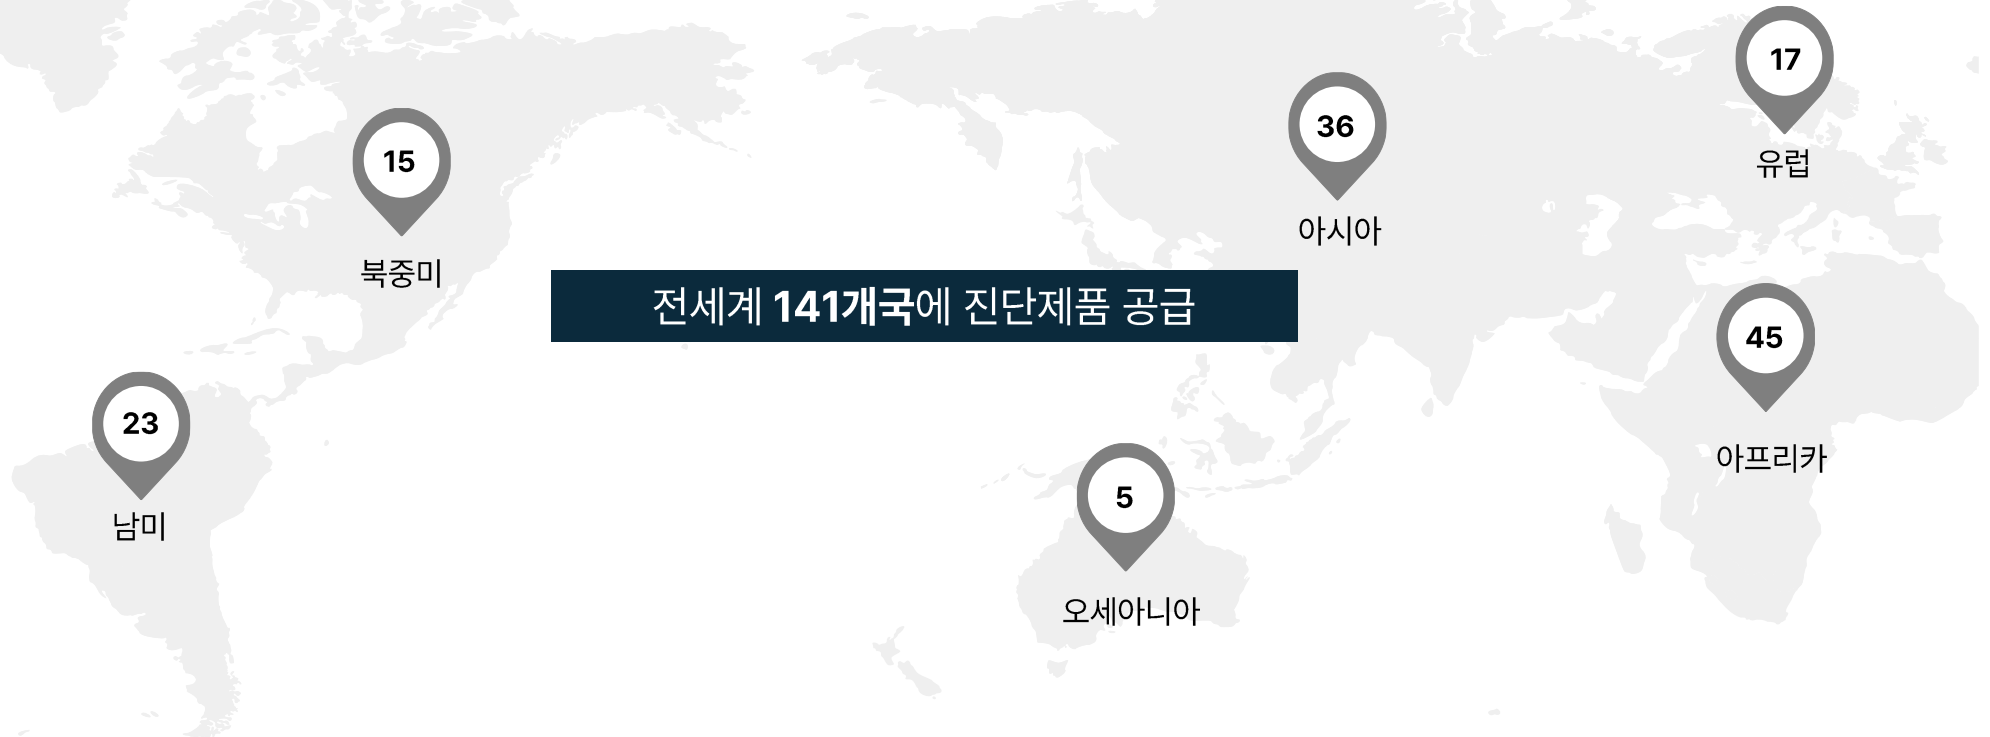 17
유럽
36
아시아
15
북중미
전세계 141개국에 진단제품 공급
45
아프리카
23
남미
5
오세아니아